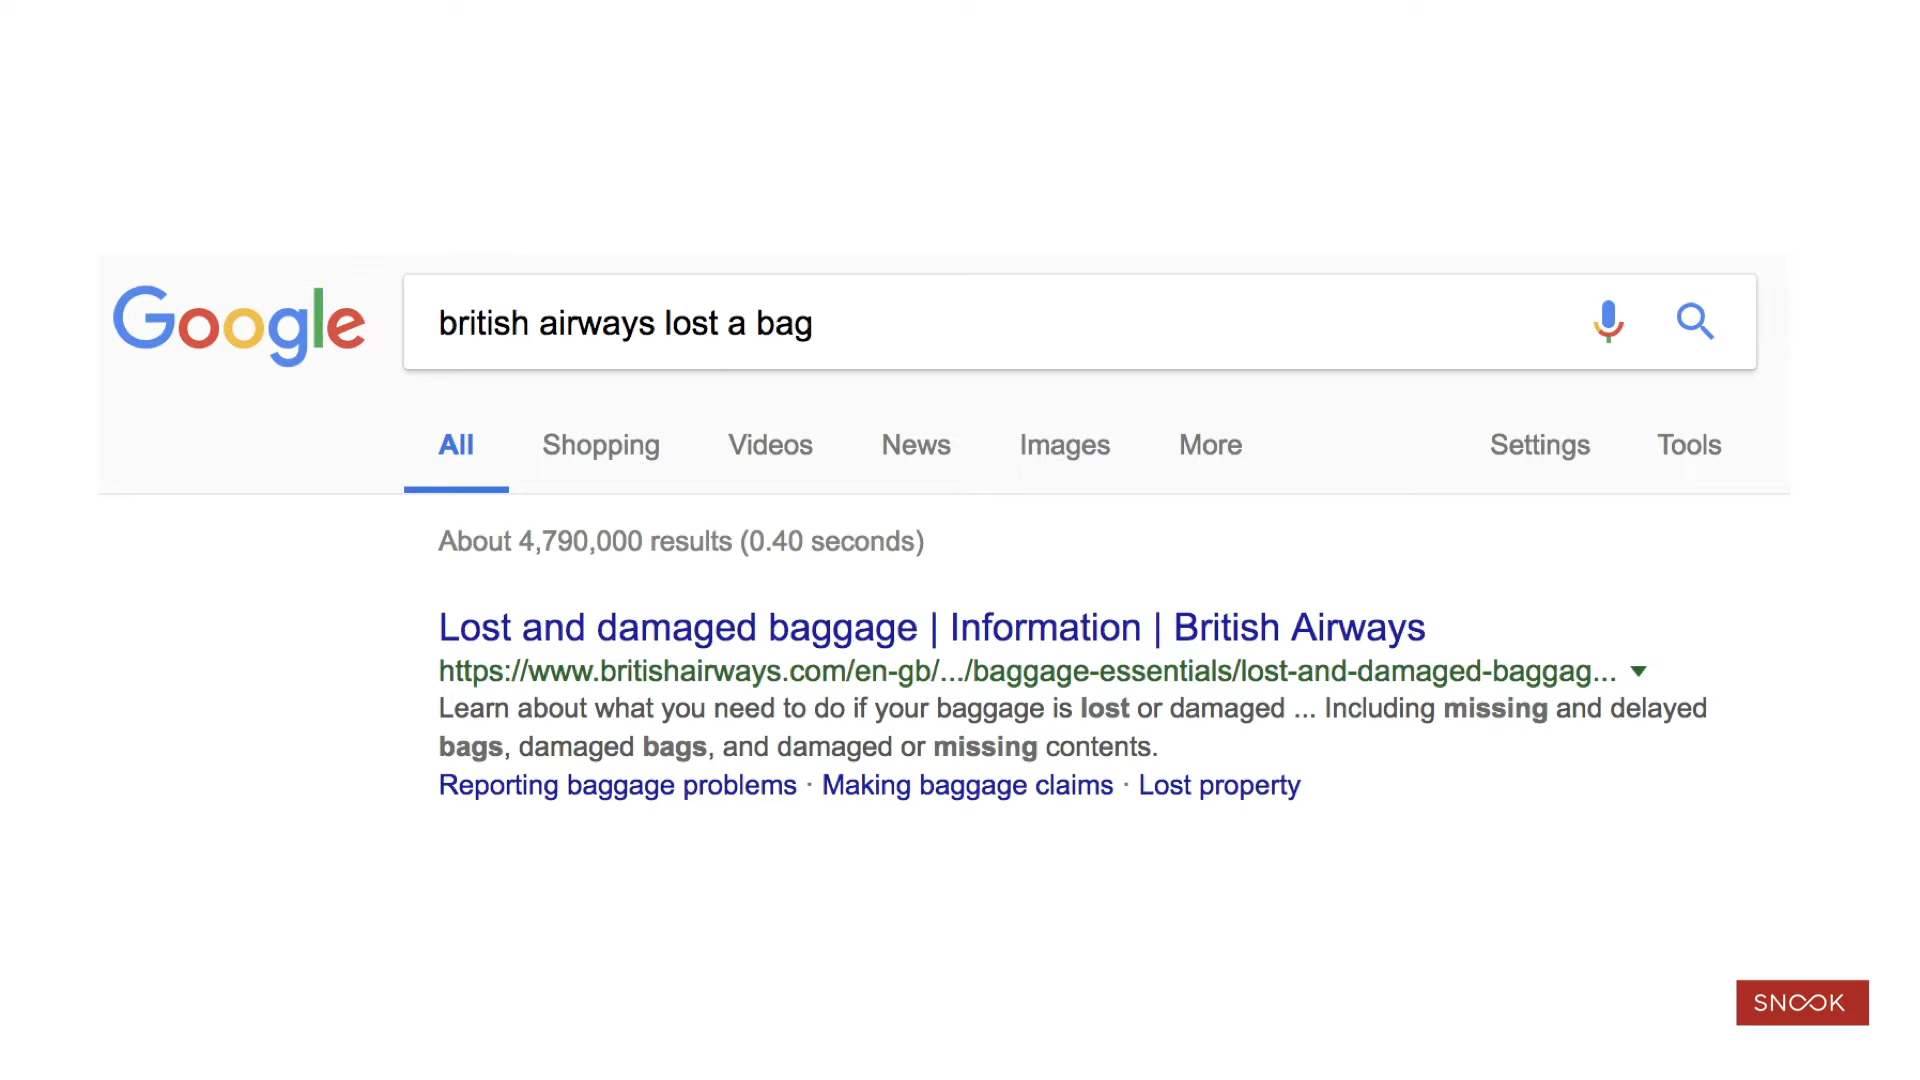 Google
british airways lost a bag
All Shopping Videos News Images More Settings Tools
About 4,790,000 results (0.40 seconds)
Lost and damaged baggage | Information | British Airways
https://www.britishairways.com/en-gb/.../baggage-essentials/lost-and-damaged-baggag...
Learn about what you need to do if your baggage is lost or damaged ... Including missing and delayed
bags, damaged bags, and damaged or missing contents.
Reporting baggage problems · Making baggage claims · Lost property
SNOOK